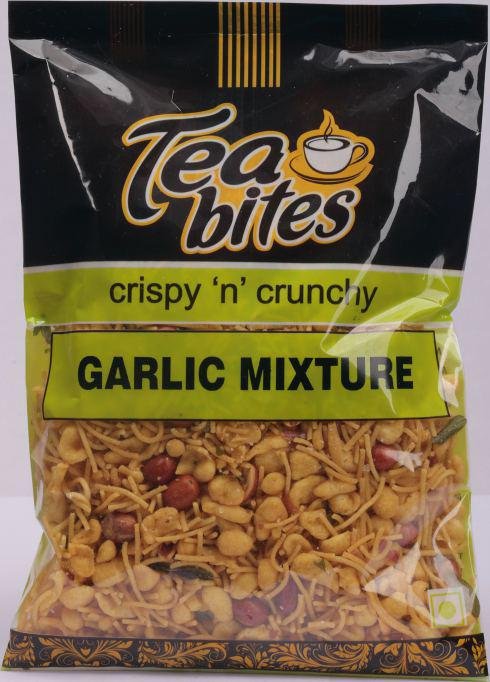 Tea
bites
crispy 'n' crunchy
GARLIC MIXTURE